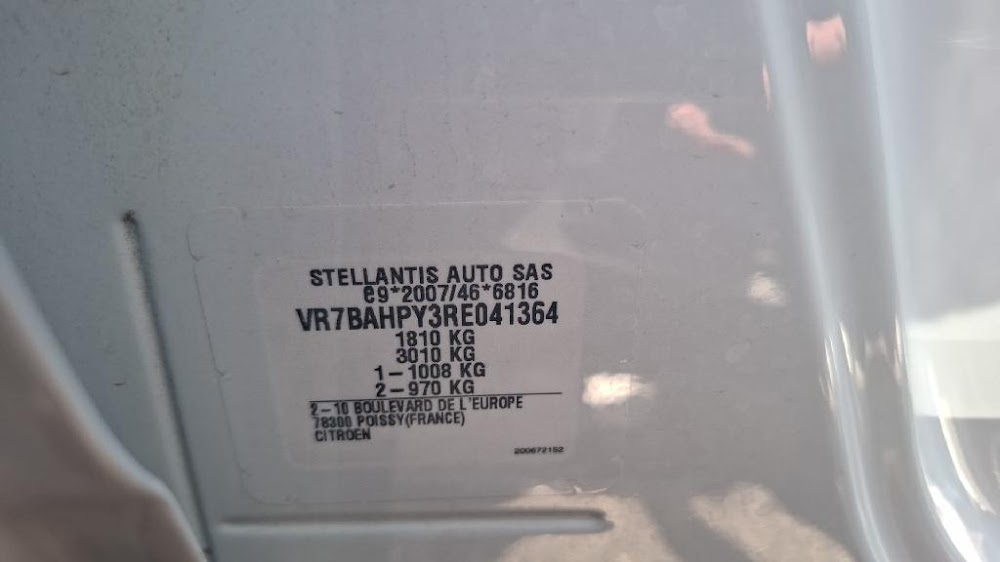 STELLANTIS AUTO SAS
e9*2007/46*6816
VR7BAHPY3RE041364
1810 KG
3010 KG
1-1008 KG
2-970 KG
2-10 BOULEVARD DE L'EUROPE
78300 POISSY(FRANCE)
CITROEN
200672152